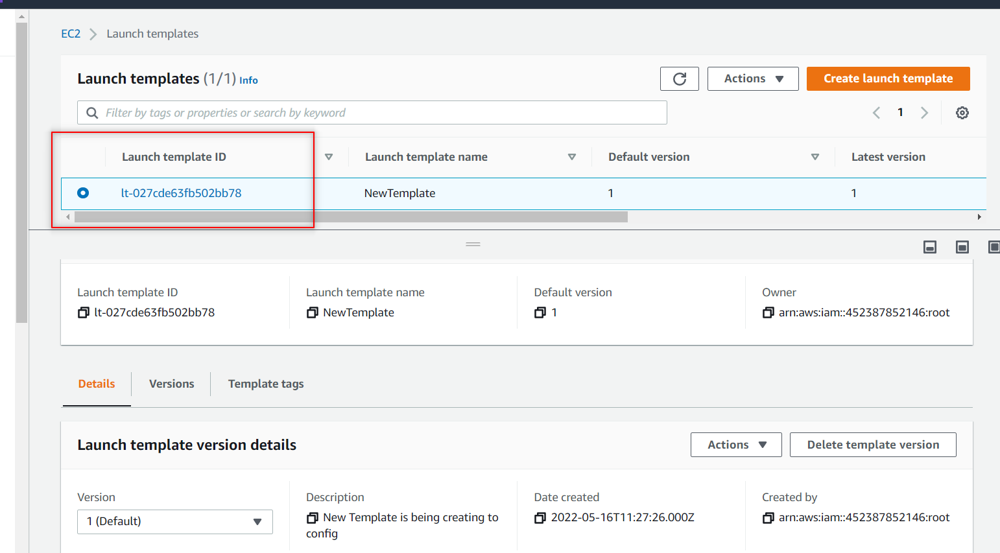 EC2 > Launch templates
Launch templates (1/1) Info
Actions
Create launch template
Filter by tags or properties or search by keyword
1
Launch template ID Launch template name Default version Latest version
lt-027cde63fb502bb78 NewTemplate 1 1
Launch template ID Launch template name Default version Owner
lt-027cde63fb502bb78 NewTemplate 1 arn:aws:iam::452387852146:root
Details Versions Template tags
Launch template version details
Actions
Delete template version
Version Description Date created Created by
1 (Default) New Template is being creating to 2022-05-16T11:27:26.000Z arn:aws:iam::452387852146:root
config